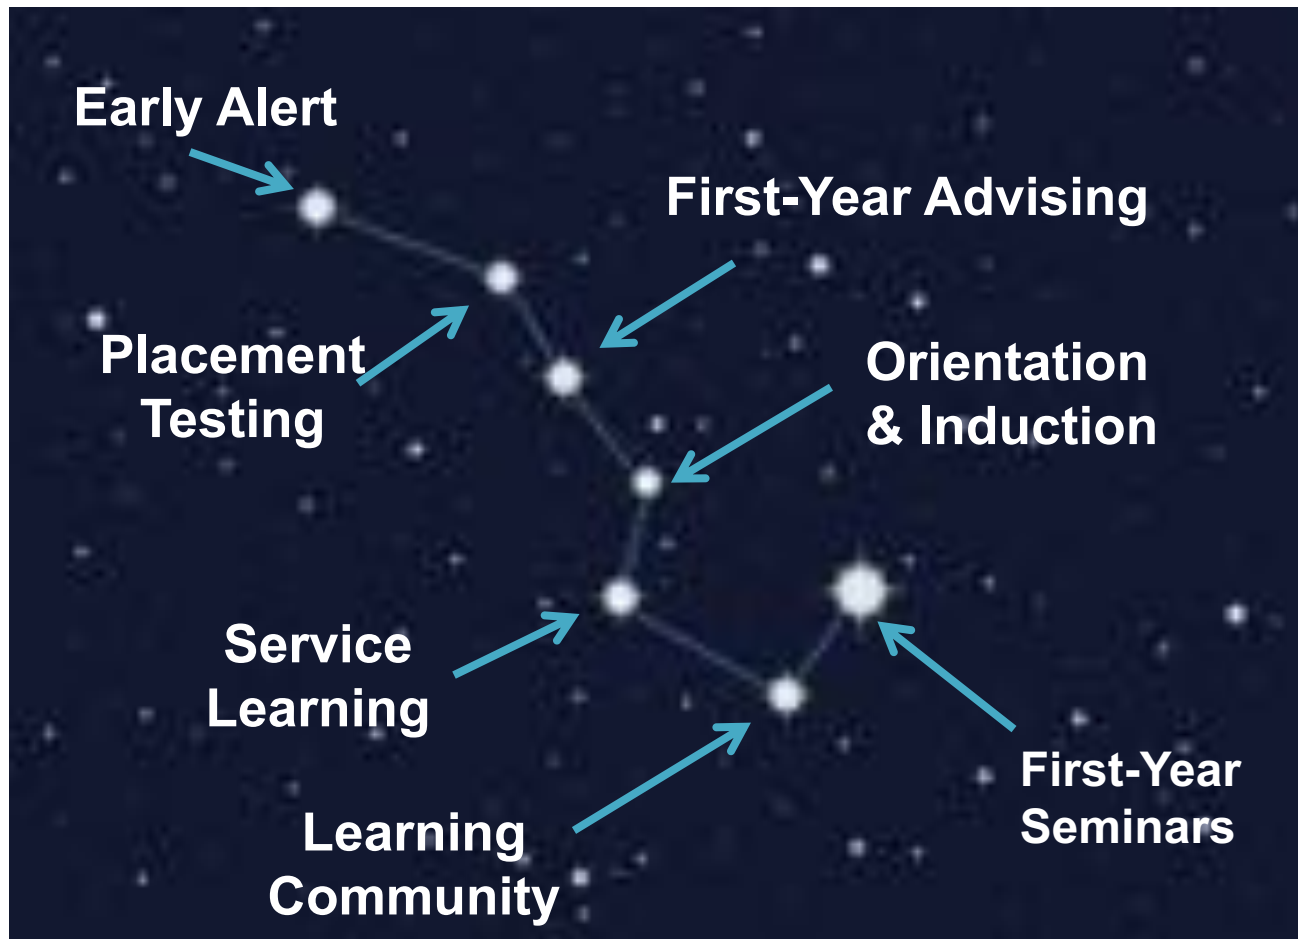 Early Alert
First-Year Advising
Placement
Testing
Orientation
& Induction
Service
Learning
First-Year
Seminars
Learning
Community